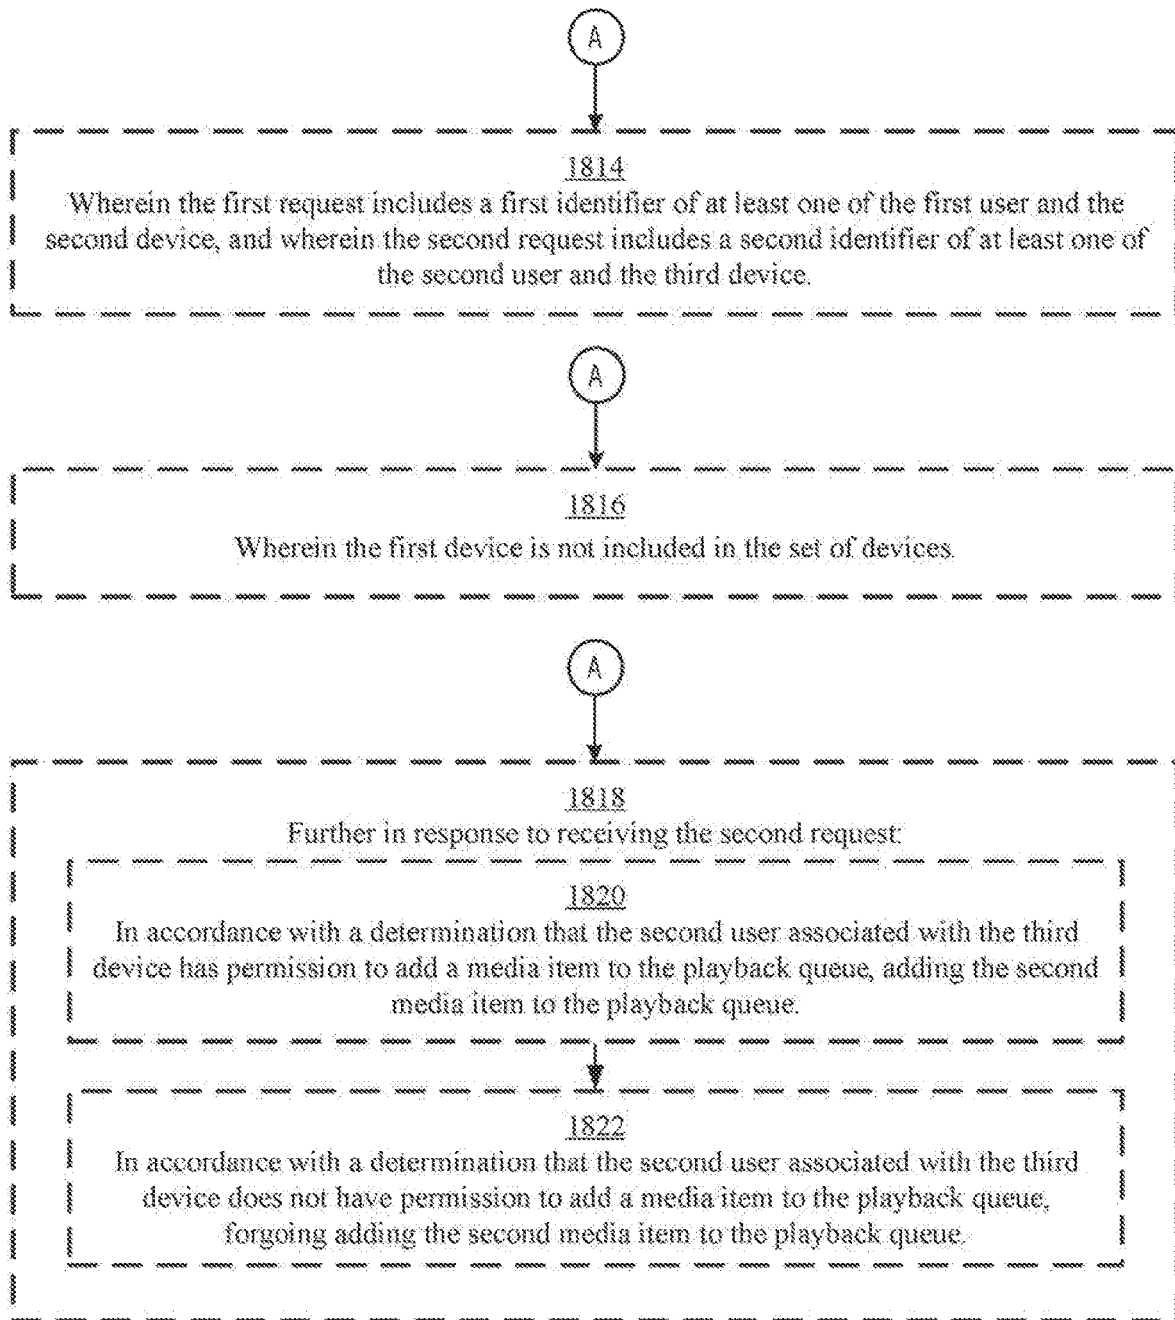 A
1814
Wherein the first request includes a first identifier of at least one of the first user and the
second device, and wherein the second request includes a second identifier of at least one of
the second user and the third device.
A
1816
Wherein the first device is not included in the set of devices.
A
1818
Further in response to receiving the second request:
1820
In accordance with a determination that the second user associated with the third
device has permission to add a media item to the playback queue, adding the second
media item to the playback queue.
1822
In accordance with a determination that the second user associated with the third
device does not have permission to add a media item to the playback queue,
forgoing adding the second media item to the playback queue.